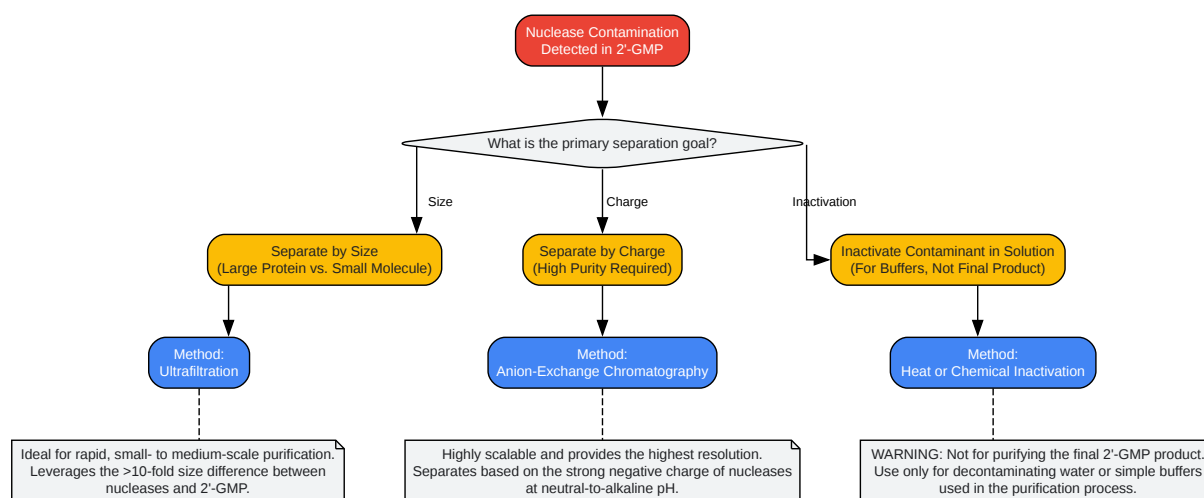 Nuclease Contamination
Detected in 2'-GMP
What is the primary separation goal?
Size
Charge
Inactivation
Separate by Size
(Large Protein vs. Small Molecule)
Separate by Charge
(High Purity Required)
Inactivate Contaminant in Solution
(For Buffers, Not Final Product)
Method:
Ultrafiltration
Method:
Anion-Exchange Chromatography
Method:
Heat or Chemical Inactivation
Ideal for rapid, small- to medium-scale purification.
Leverages the >10-fold size difference between
nucleases and 2'-GMP.
Highly scalable and provides the highest resolution.
Separates based on the strong negative charge of nucleases
at neutral-to-alkaline pH.
WARNING: Not for purifying the final 2'-GMP product.
Use only for decontaminating water or simple buffers
used in the purification process.